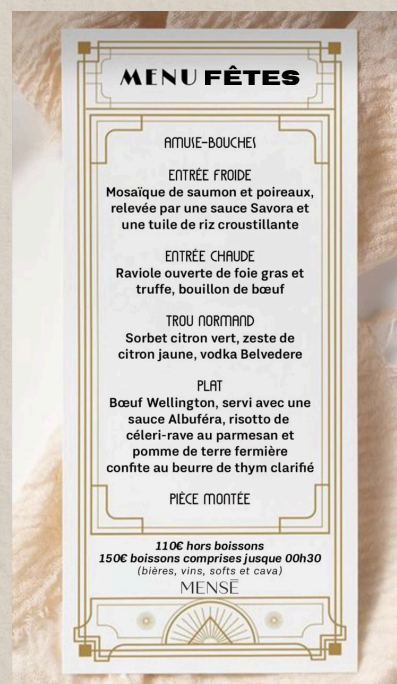 MENU FÊTES
AMUSE-BOUCHES
ENTRÉE FROIDE
Mosaïque de saumon et poireaux,
relevée par une sauce Savora et
une tuile de riz croustillante
ENTRÉE CHAUDE
Raviole ouverte de foie gras et
truffe, bouillon de bœuf
TROU NORMAND
Sorbet citron vert, zeste de
citron jaune, vodka Belvedere
PLAT
Bœuf Wellington, servi avec une
sauce Albuféra, risotto de
céleri-rave au parmesan et
pomme de terre fermière
confite au beurre de thym clarifié
PIÈCE MONTÉE
110€ hors boissons
150€ boissons comprises jusque 00h30
(bières, vins, softs et cava)
MENSĒ